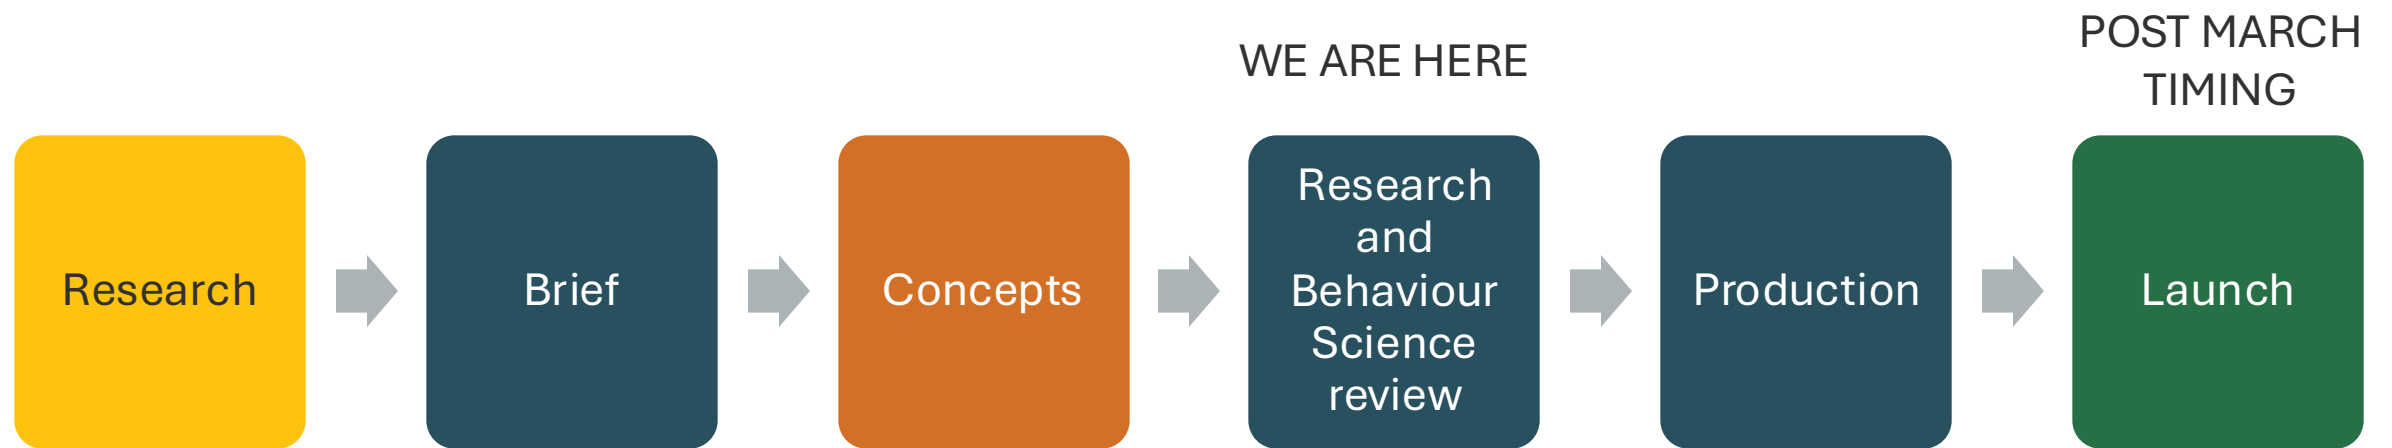 WE ARE HERE
POST MARCH
TIMING
Research
Brief
Concepts
Research
and
Behaviour
Science
review
Production
Launch